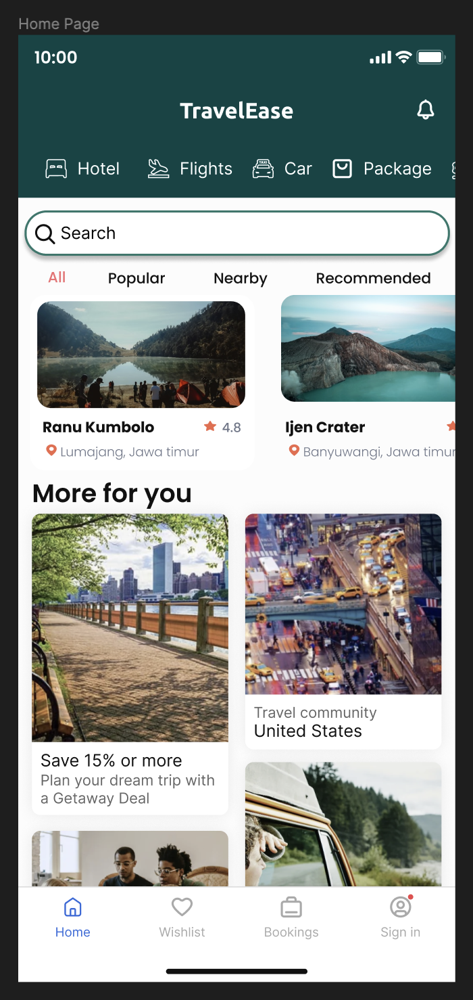 Home Page
10:00
TravelEase
Hotel
Flights
TAXI
Car
Package
Search
All
Popular
Nearby
Recommended
Ranu Kumbolo
4.8
Lumajang, Jawa timur
Ijen Crater
Banyuwangi, Jawa timur
More for you
Save 15% or more
Plan your dream trip with
a Getaway Deal
Travel community
United States
Home
Wishlist
Bookings
Sign in